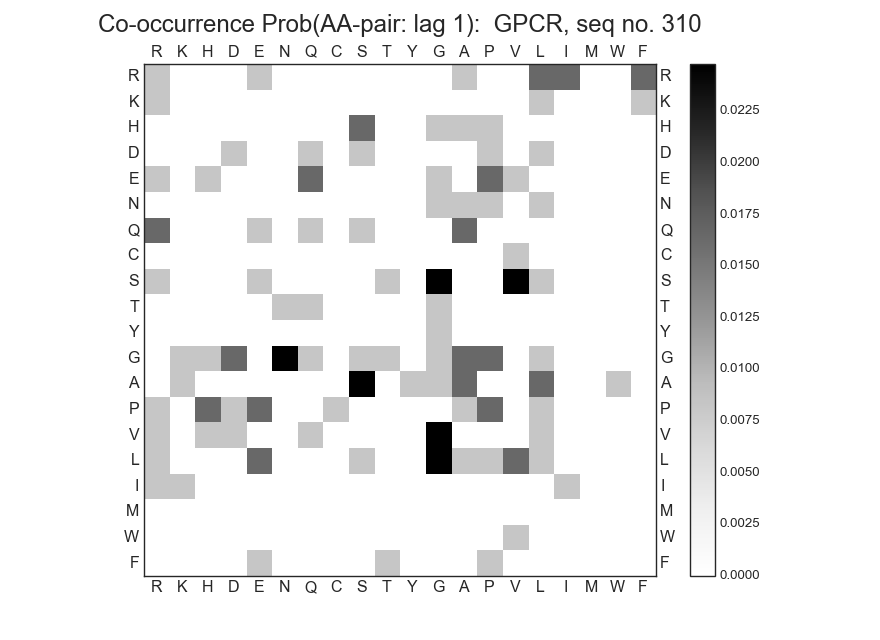 Co-occurrence Prob(AA-pair: lag 1):  GPCR, seq no. 310
R K H D E N Q C S T Y G A P V L I M W F
R R
K K
H H
D D
E E
N N
Q Q
C C
S S
T T
Y Y
G G
A A
P P
V V
L L
I I
M M
W W
F F
R K H D E N Q C S T Y G A P V L I M W F
0.0225
0.0200
0.0175
0.0150
0.0125
0.0100
0.0075
0.0050
0.0025
0.0000